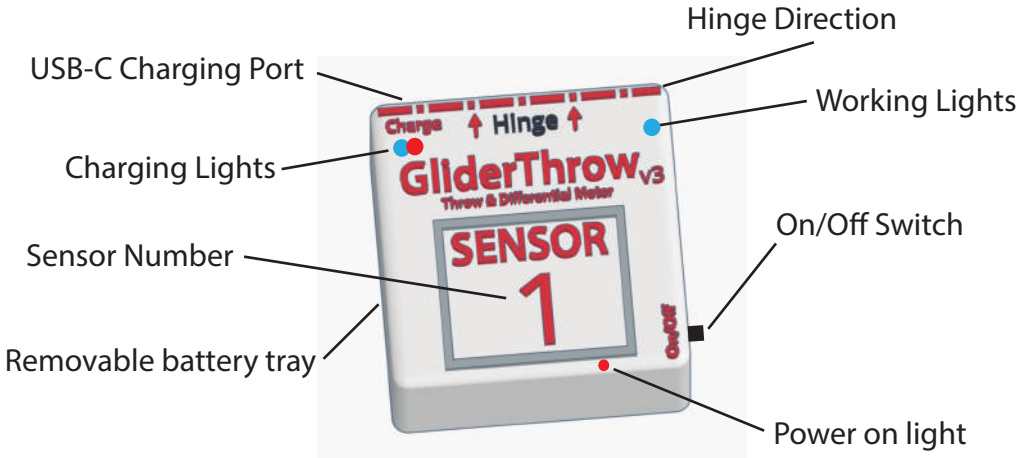 Hinge Direction
USB-C Charging Port
Working Lights
Charge
Hinge
Charging Lights
GliderThrow v3
Throw & Differential Meter
On/Off Switch
SENSOR
Sensor Number
1
On/Off
Removable battery tray
Power on light